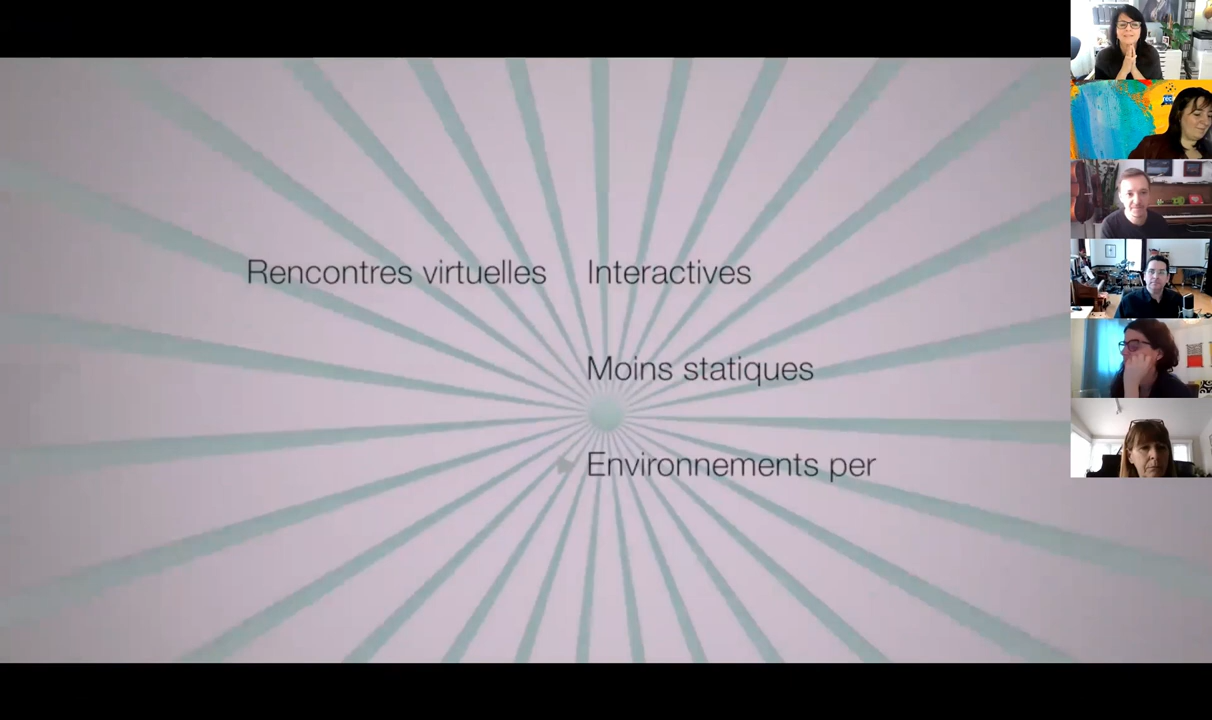 Rencontres virtuelles Interactives
Moins statiques
Environnements per